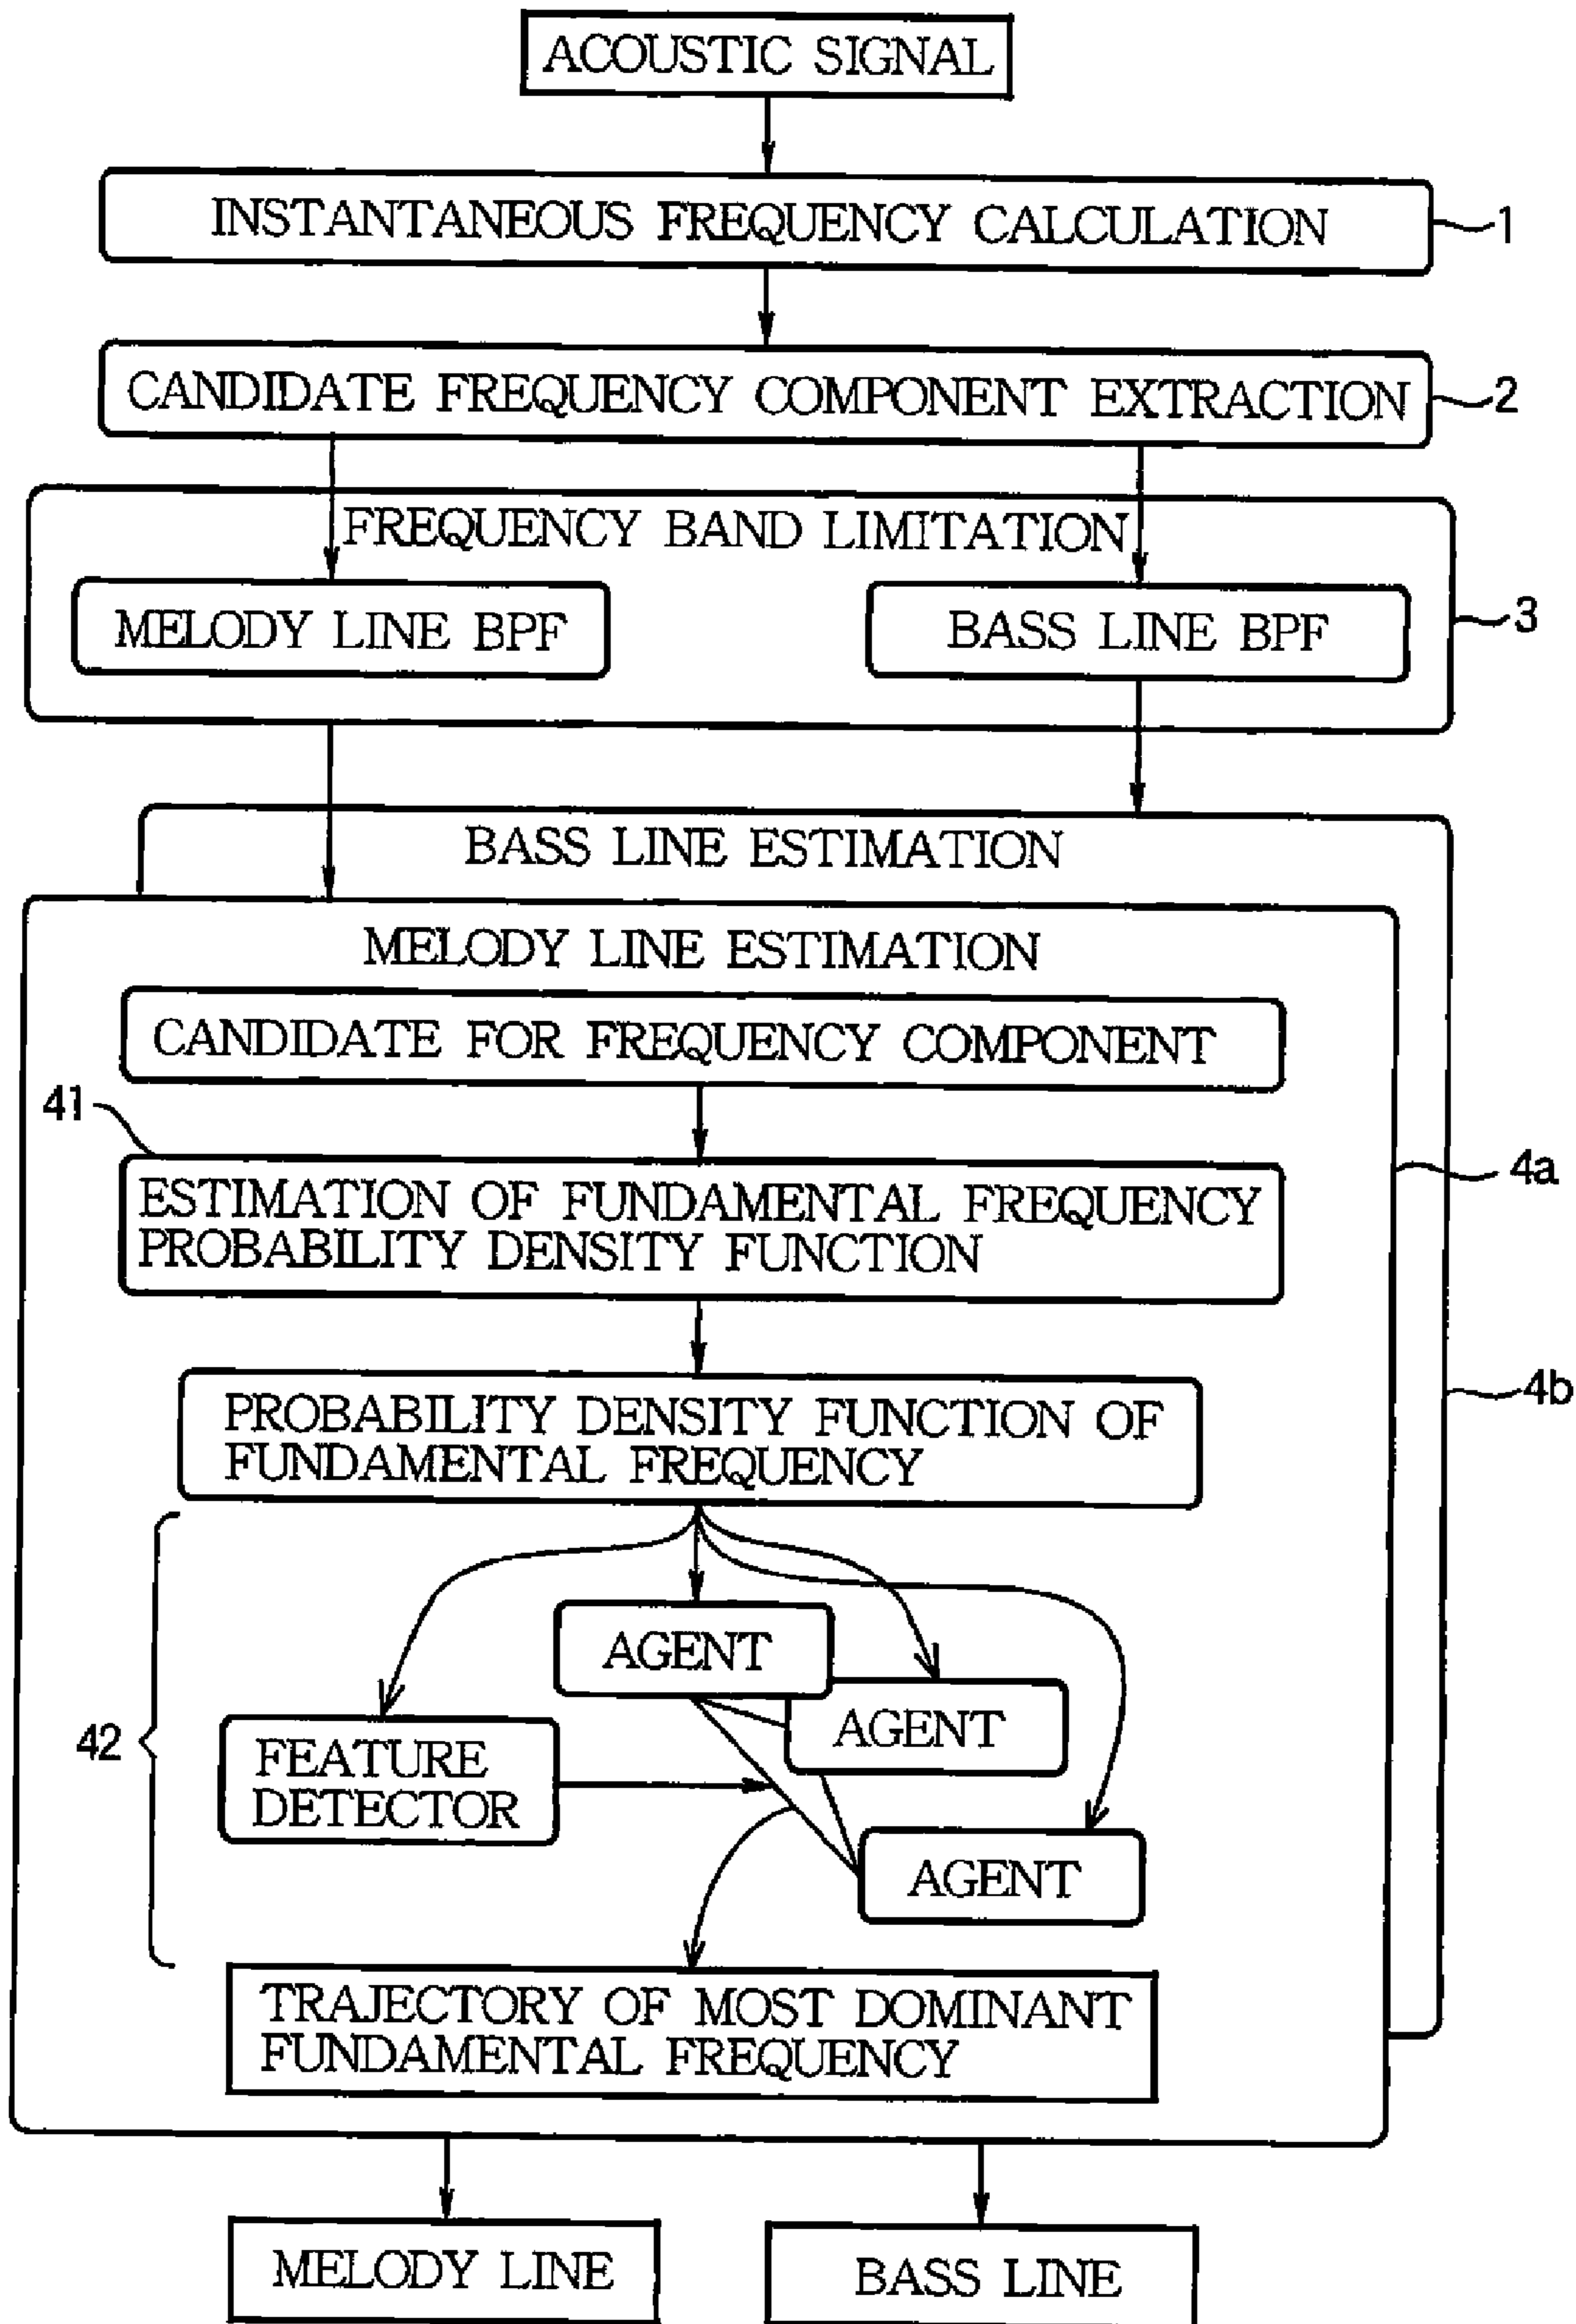 ACOUSTIC SIGNAL
INSTANTANEOUS FREQUENCY CALCULATION
1
CANDIDATE FREQUENCY COMPONENT EXTRACTION
2
FREQUENCY BAND LIMITATION
MELODY LINE BPF
BASS LINE BPF
3
BASS LINE ESTIMATION
MELODY LINE ESTIMATION
CANDIDATE FOR FREQUENCY COMPONENT
41
ESTIMATION OF FUNDAMENTAL FREQUENCY
PROBABILITY DENSITY FUNCTION
4a
PROBABILITY DENSITY FUNCTION OF
FUNDAMENTAL FREQUENCY
4b
AGENT
AGENT
42
FEATURE
DETECTOR
AGENT
TRAJECTORY OF MOST DOMINANT
FUNDAMENTAL FREQUENCY
MELODY LINE
BASS LINE